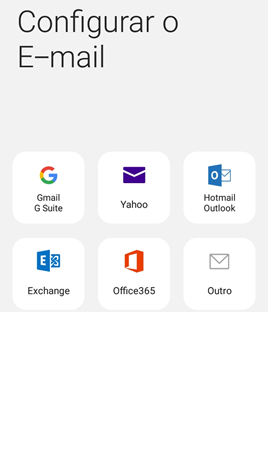 Configurar o
E-mail
Gmail
G Suite
Yahoo
Hotmail
Outlook
Exchange
Office365
Outro